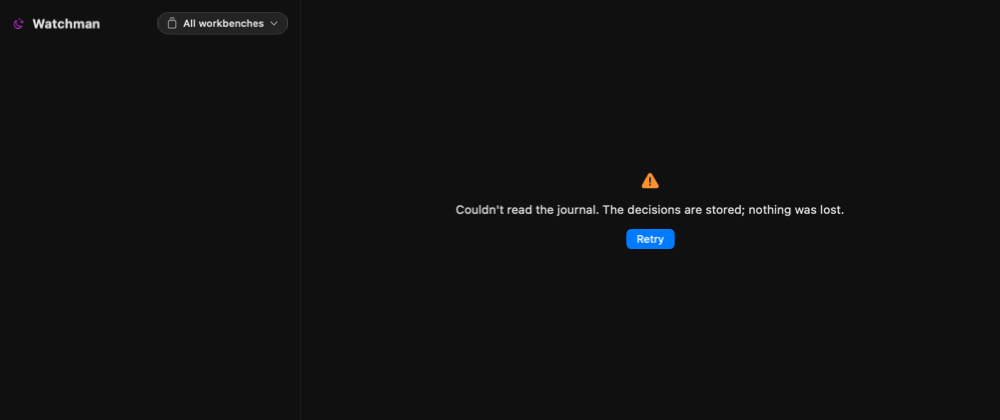 Watchman
All workbenches
Couldn't read the journal. The decisions are stored; nothing was lost.
Retry